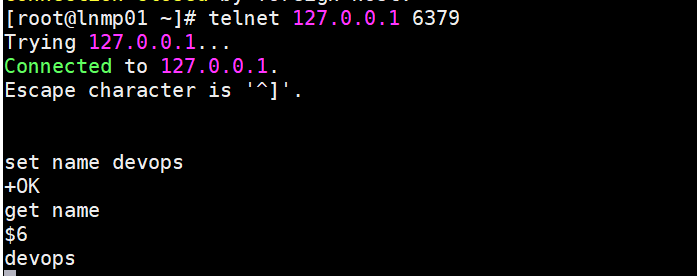 [root@lnmp01 ~]# telnet 127.0.0.1 6379
Trying 127.0.0.1...
Connected to 127.0.0.1.
Escape character is '^]'.
set name devops
+OK
get name
$6
devops